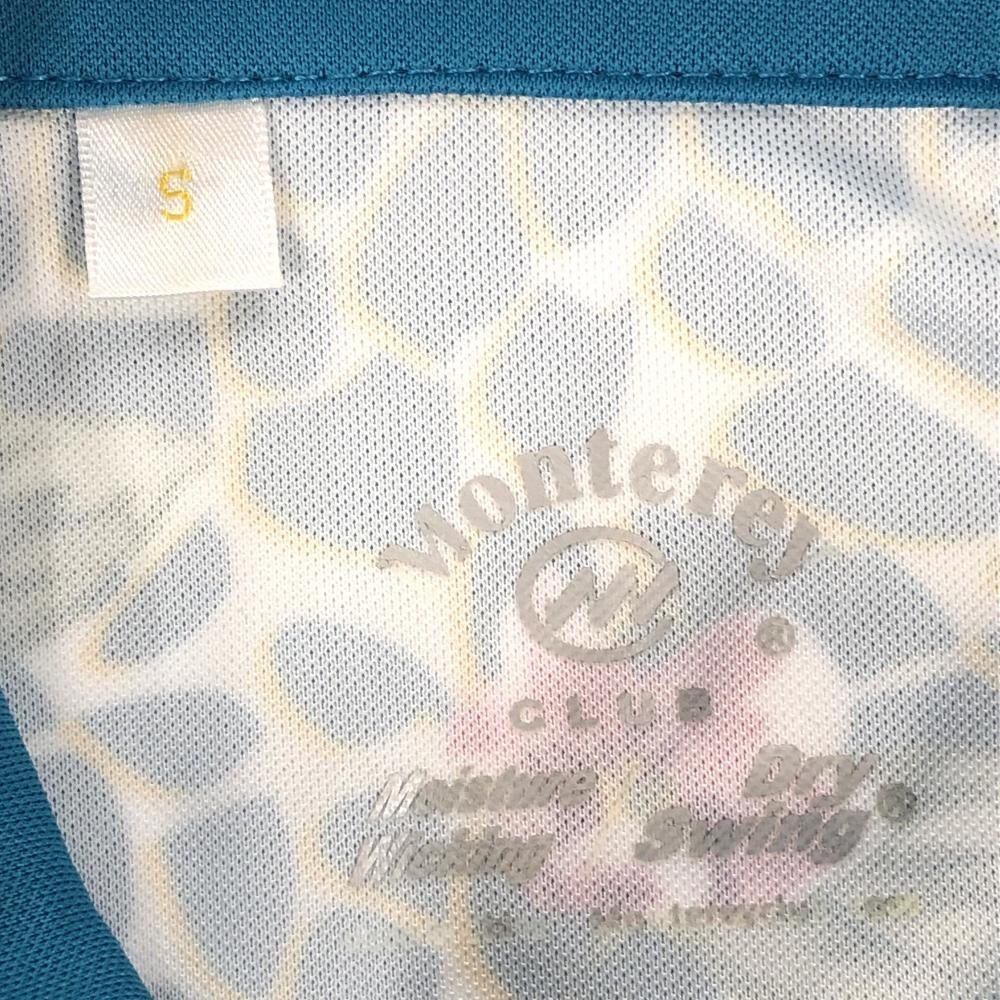 S
Monterey
M
®
CLUB
Moisture
Wicking
Dry
Swing®